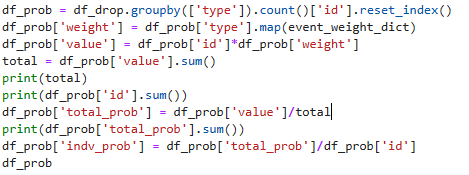 df_prob = df_drop.groupby(['type']).count()['id'].reset_index()
df_prob['weight'] = df_prob['type'].map(event_weight_dict)
df_prob['value'] = df_prob['id']*df_prob['weight']
total = df_prob['value'].sum()
print(total)
print(df_prob['id'].sum())
df_prob['total_prob'] = df_prob['value']/total
print(df_prob['total_prob'].sum())
df_prob['indv_prob'] = df_prob['total_prob']/df_prob['id']
df_prob